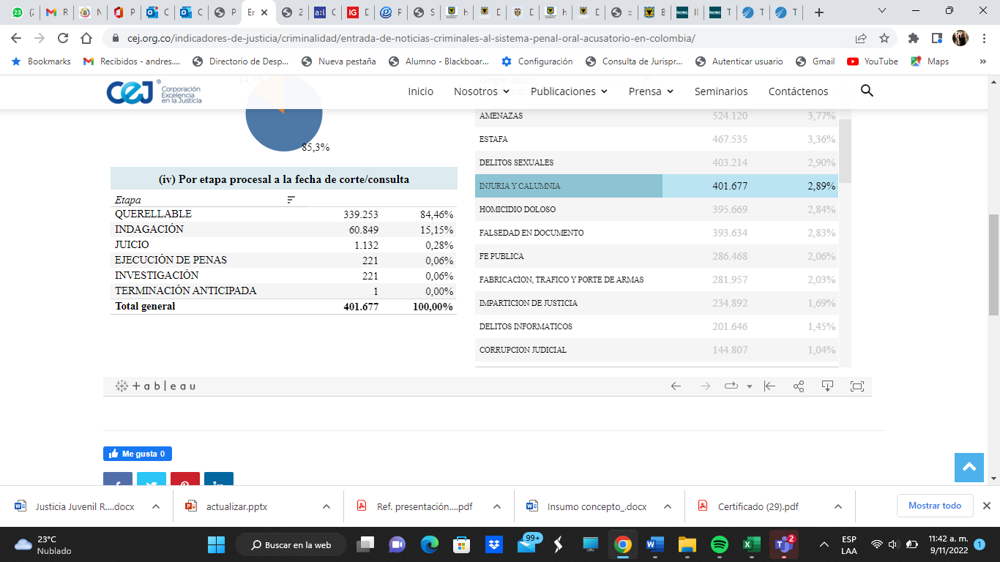 23 (2 R N P C C P Er 2 a:l C IG D P S h D D h D :: B II T T T
cej.org.co/indicadores-de-justicia/criminalidad/entrada-de-noticias-criminales-al-sistema-penal-oral-acusatorio-en-colombia/
Bookmarks Recibidos - andres.... Directorio de Desp... Nueva pestaña Alumno - Blackboar... Configuración Consulta de Jurispr... Autenticar usuario Gmail YouTube Maps »
CEJ ® Corporación Excelencia en la Justicia
Inicio Nosotros Publicaciones Prensa Seminarios Contáctenos
Grupo delito
85,3%
(iv) Por etapa procesal a la fecha de corte/consulta
Etapa
QUERELLABLE 339.253 84,46%
INDAGACIÓN 60.849 15,15%
JUICIO 1.132 0,28%
EJECUCIÓN DE PENAS 221 0,06%
INVESTIGACIÓN 221 0,06%
TERMINACIÓN ANTICIPADA 1 0,00%
Total general 401.677 100,00%
AMENAZAS 524.120 3,77%
ESTAFA 467.535 3,36%
DELITOS SEXUALES 403.214 2,90%
INJURIA Y CALUMNIA 401.677 2,89%
HOMICIDIO DOLOSO 395.669 2,84%
FALSEDAD EN DOCUMENTO 393.634 2,83%
FE PUBLICA 286.468 2,06%
FABRICACION, TRAFICO Y PORTE DE ARMAS 281.957 2,03%
IMPARTICION DE JUSTICIA 234.892 1,69%
DELITOS INFORMATICOS 201.646 1,45%
CORRUPCION JUDICIAL 144.807 1,04%
+ableau
Me gusta 0
Justicia Juvenil R....docx actualizar.pptx Ref. presentación....pdf Insumo concepto_.docx Certificado (29).pdf Mostrar todo
23°C
Nublado
Buscar en la web
99+
2
ESP
LAA
11:42 a. m.
9/11/2022
1